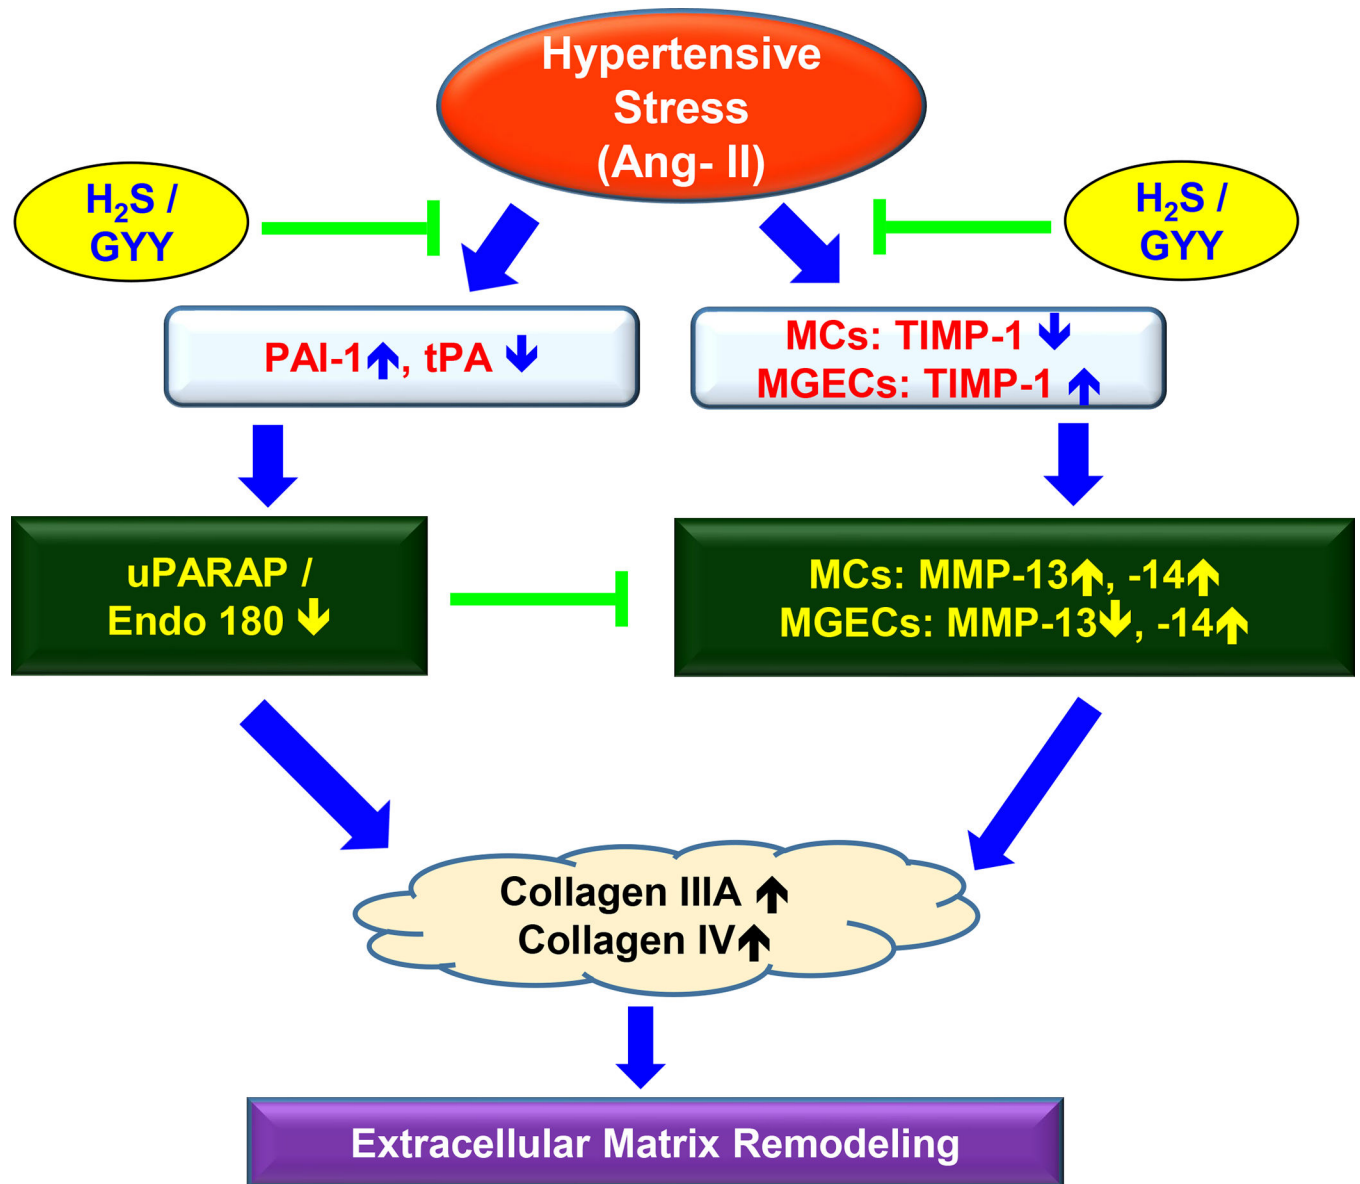 Hypertensive
Stress
(Ang- II)
H₂S /
GYY
H₂S /
GYY
PAI-1↑, tPA ↓
MCs: TIMP-1 ↓
MGECs: TIMP-1 ↑
uPARAP /
Endo 180 ↓
MCs: MMP-13↑, -14↑
MGECs: MMP-13↓, -14↑
Collagen IIIA ↑
Collagen IV↑
Extracellular Matrix Remodeling